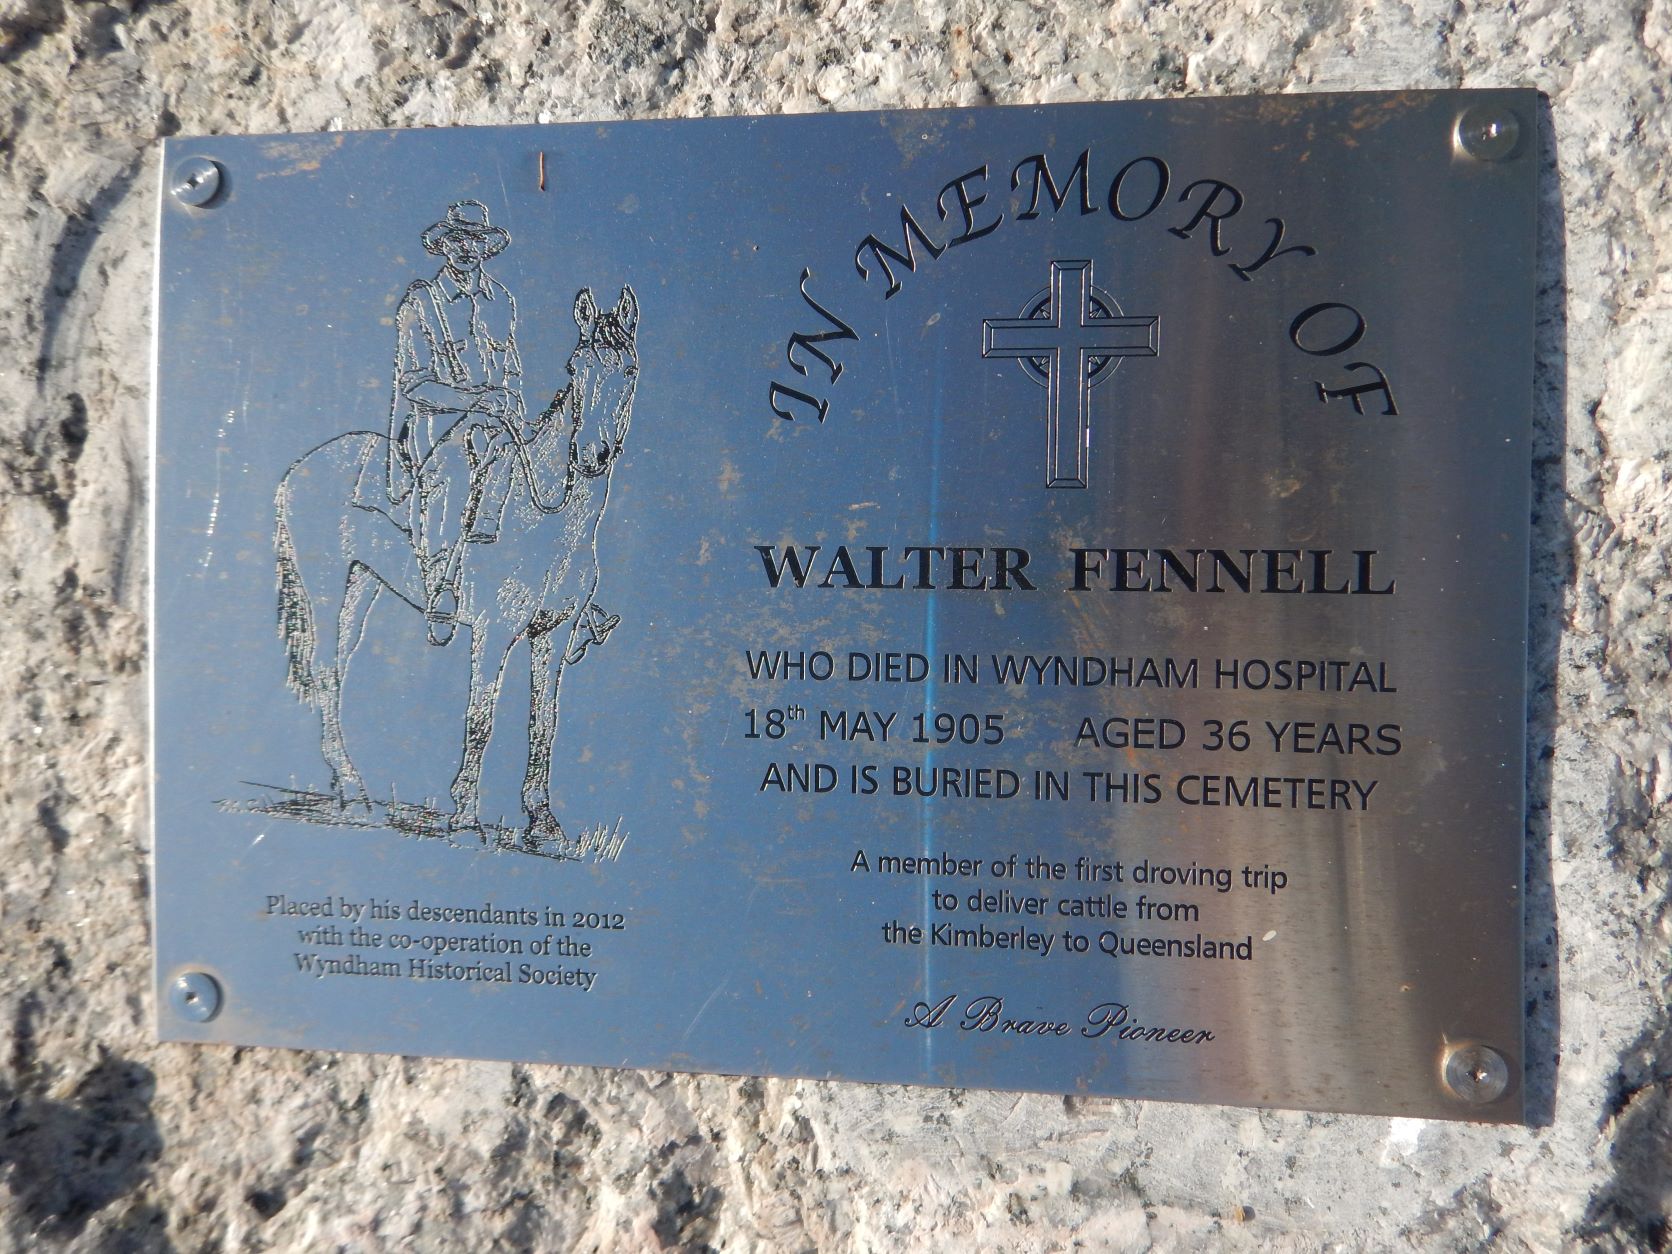 IN MEMORY OF
WALTER FENNELL
WHO DIED IN WYNDHAM HOSPITAL
18th MAY 1905 AGED 36 YEARS
AND IS BURIED IN THIS CEMETERY
A member of the first droving trip
to deliver cattle from
the Kimberley to Queensland
A Brave Pioneer
Placed by his descendants in 2012
with the co-operation of the
Wyndham Historical Society